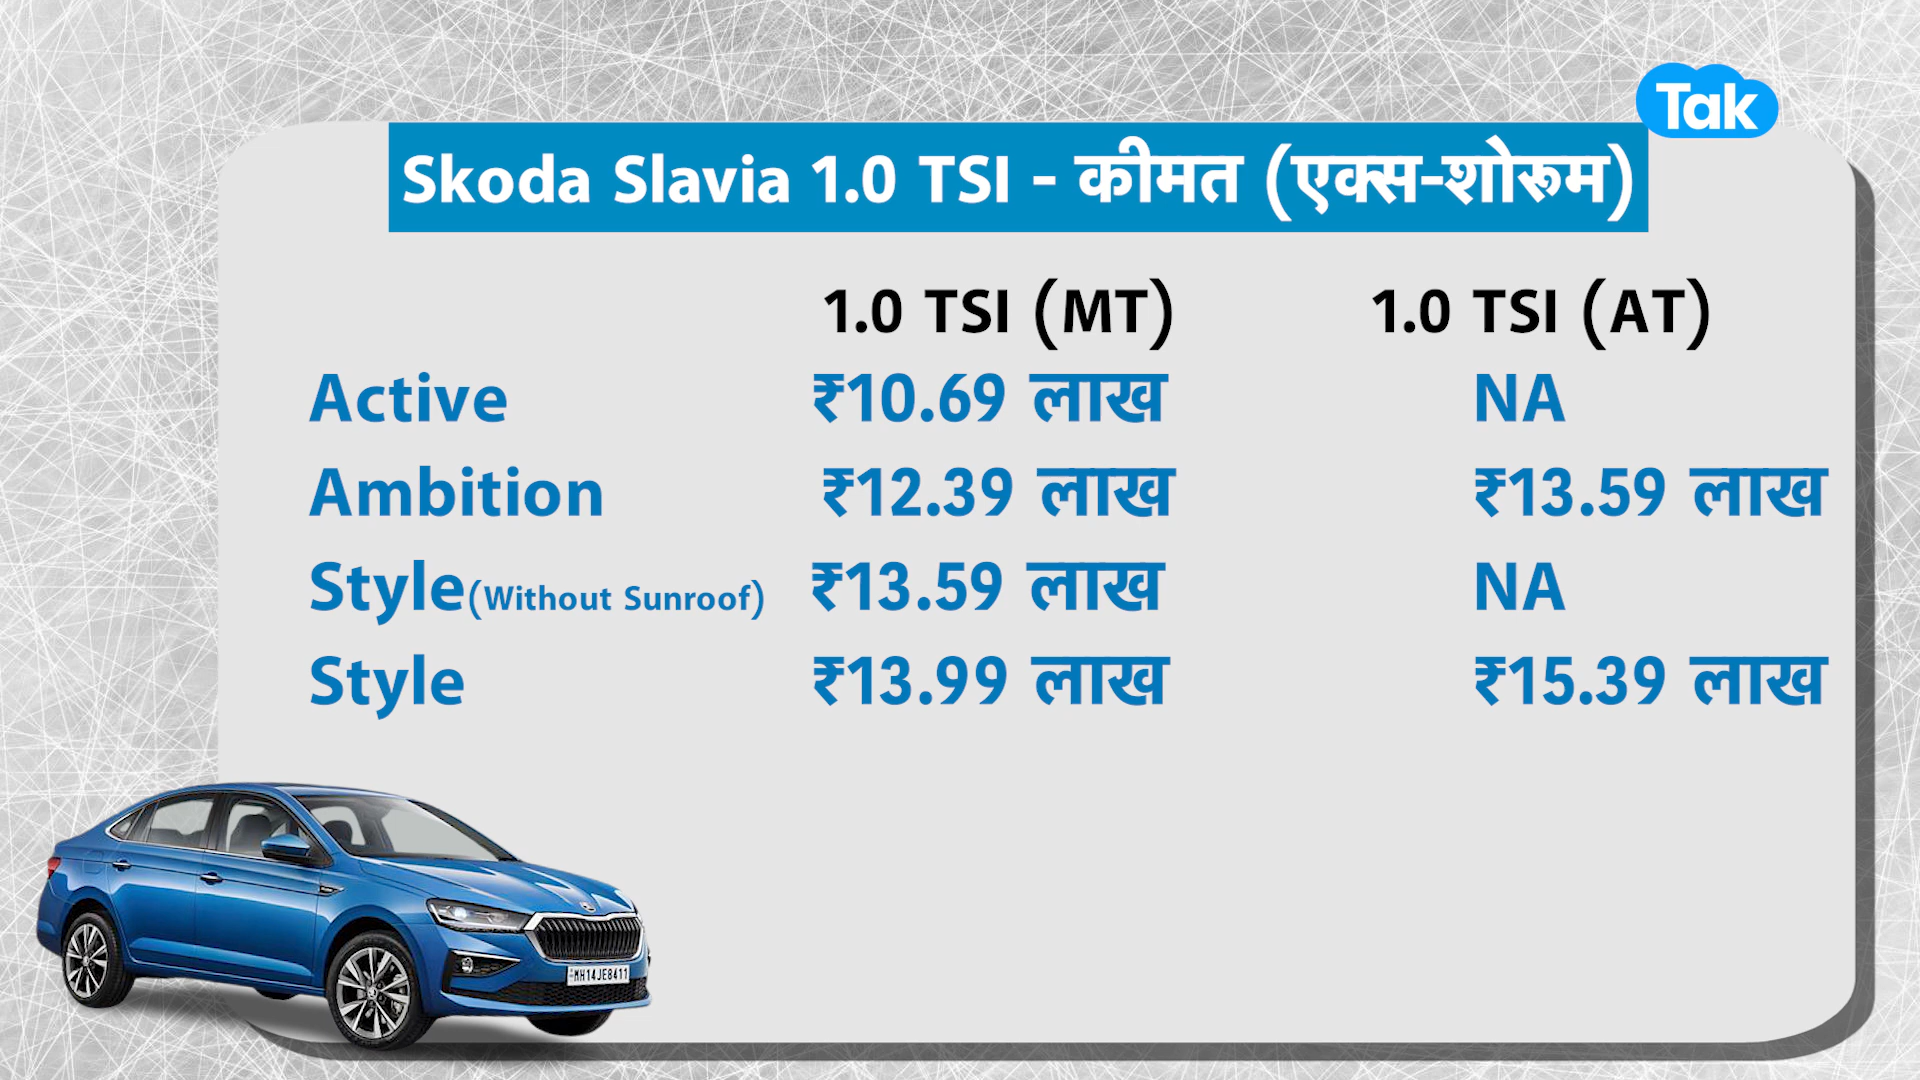 Tak
Skoda Slavia 1.0 TSI - कीमत (एक्स-शोरूम)
1.0 TSI (MT) 1.0 TSI (AT)
Active ₹10.69 लाख NA
Ambition ₹12.39 लाख ₹13.59 लाख
Style(Without Sunroof) ₹13.59 लाख NA
Style ₹13.99 लाख ₹15.39 लाख
MH14JE8411